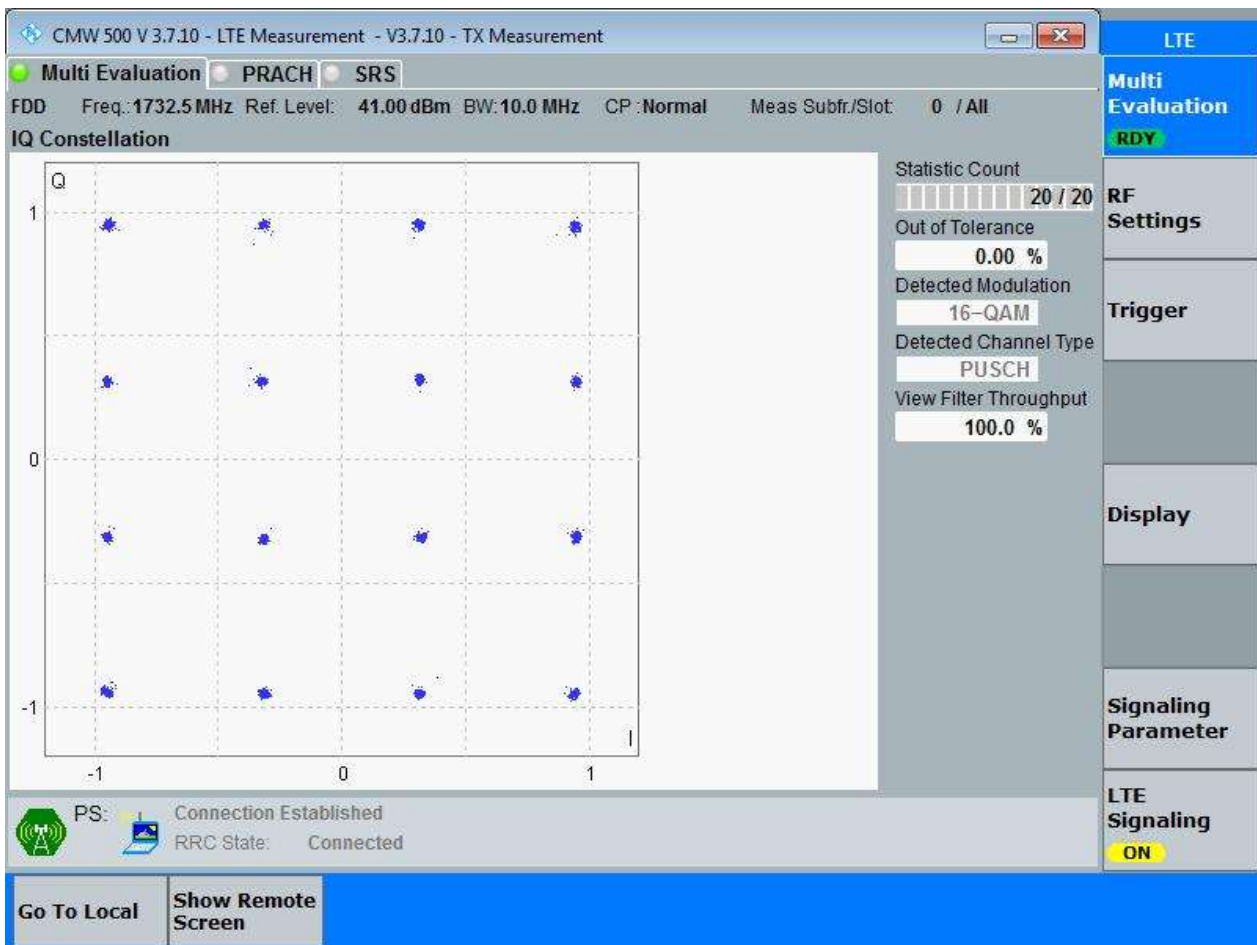 CMW 500 V 3.7.10 - LTE Measurement - V3.7.10 - TX Measurement
Multi Evaluation PRACH SRS
FDD Freq.:1732.5 MHz Ref. Level: 41.00 dBm BW:10.0 MHz CP :Normal Meas Subfr./Slot: 0 / All
IQ Constellation
Q
1
0
-1
I
-1 0 1
Statistic Count
20 / 20
Out of Tolerance
0.00 %
Detected Modulation
16-QAM
Detected Channel Type
PUSCH
View Filter Throughput
100.0 %
PS: Connection Established
RRC State: Connected
LTE
Multi
Evaluation
RDY
RF
Settings
Trigger
Display
Signaling
Parameter
LTE
Signaling
ON
Go To Local
Show Remote
Screen